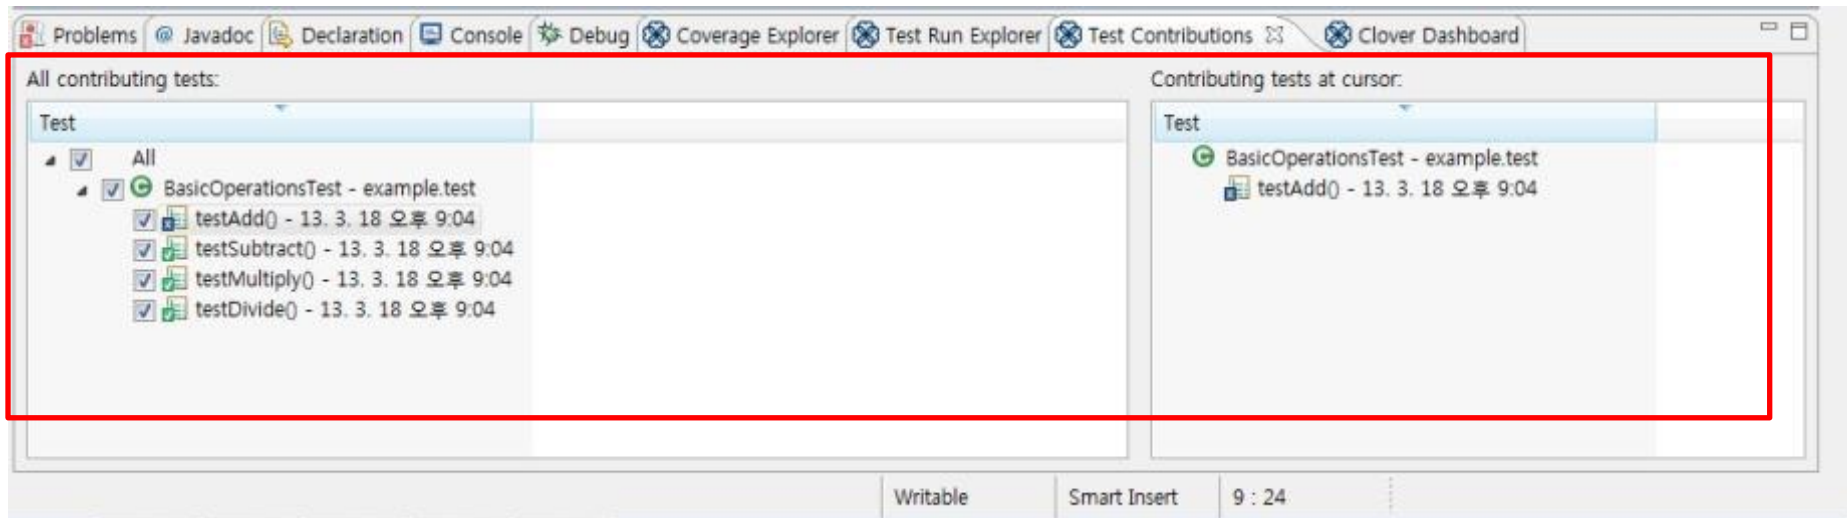 Problems @ Javadoc Declaration Console Debug Coverage Explorer Test Run Explorer Test Contributions Clover Dashboard
All contributing tests:
Test
All
BasicOperationsTest - example.test
testAdd() - 13. 3. 18 오후 9:04
testSubtract() - 13. 3. 18 오후 9:04
testMultiply() - 13. 3. 18 오후 9:04
testDivide() - 13. 3. 18 오후 9:04
Contributing tests at cursor:
Test
BasicOperationsTest - example.test
testAdd() - 13. 3. 18 오후 9:04
Writable Smart Insert 9 : 24